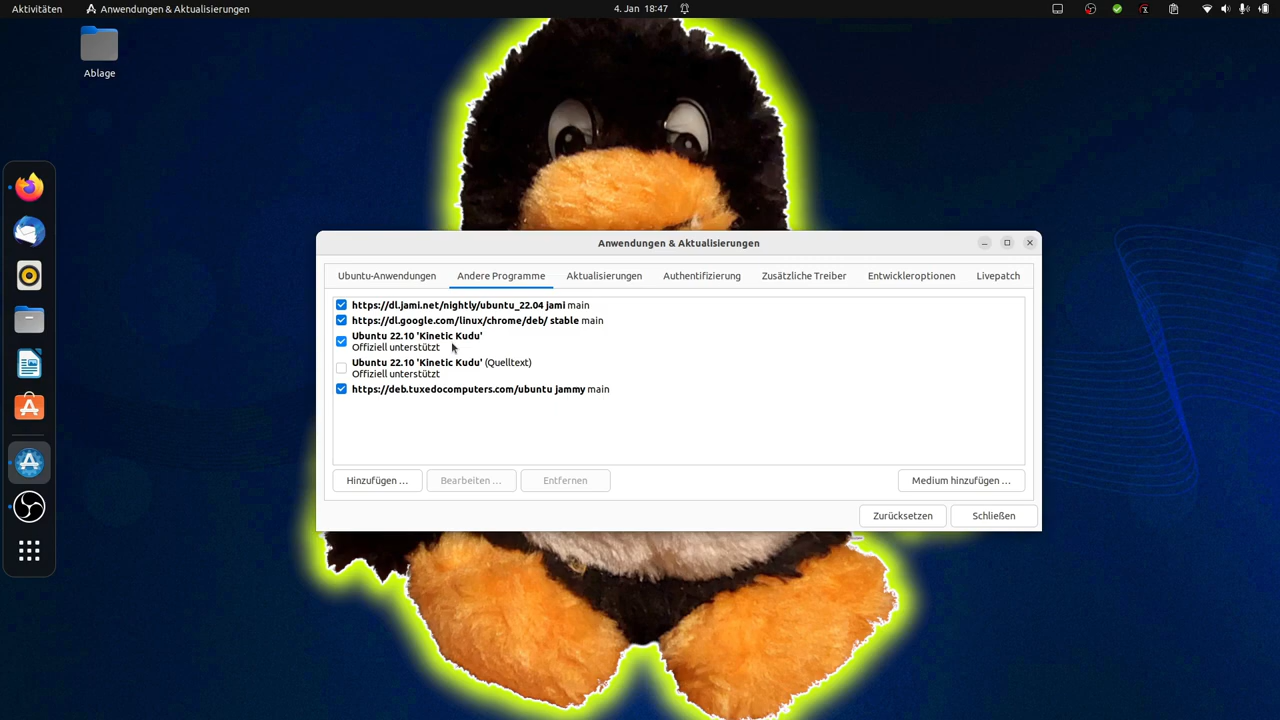 Aktivitäten
Anwendungen & Aktualisierungen
4. Jan 18:47
Ablage
Anwendungen & Aktualisierungen
Ubuntu-Anwendungen
Andere Programme
Aktualisierungen
Authentifizierung
Zusätzliche Treiber
Entwickleroptionen
Livepatch
https://dl.jami.net/nightly/ubuntu_22.04 jami main
https://dl.google.com/linux/chrome/deb/ stable main
Ubuntu 22.10 'Kinetic Kudu'
Offiziell unterstützt
Ubuntu 22.10 'Kinetic Kudu' (Quelltext)
Offiziell unterstützt
https://deb.tuxedocomputers.com/ubuntu jammy main
Hinzufügen …
Bearbeiten …
Entfernen
Medium hinzufügen …
Zurücksetzen
Schließen